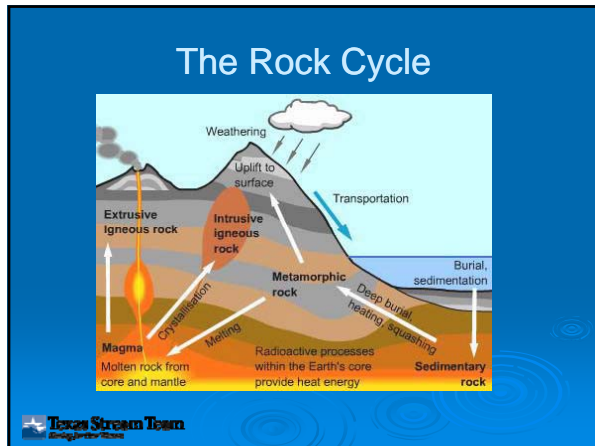 The Rock Cycle
Weathering
Uplift to
surface
Transportation
Extrusive
Igneous rock
Intrusive
igneous
rock
Burial,
sedimentation
Metamorphic
rock
Deep burial,
heating, squashing
Crystallisation
Melting
Magma
Molten rock from
core and mantle
Radioactive processes
within the Earth's core
provide heat energy
Sedimentary
rock
Texas Stream Team